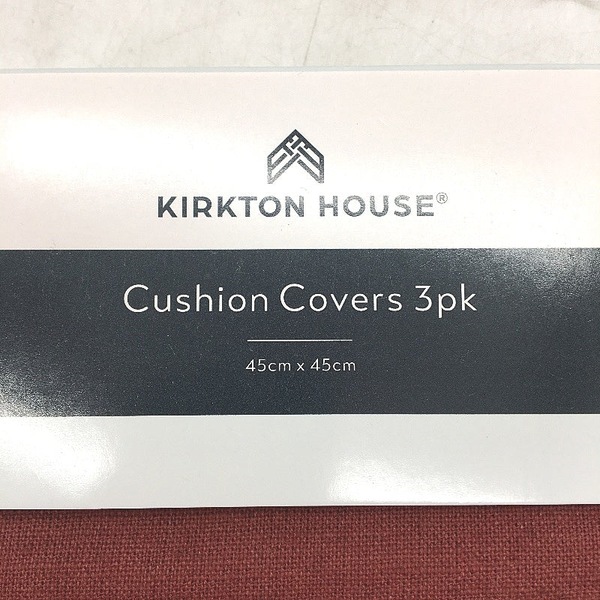 KIRKTON HOUSE®
Cushion Covers 3pk
45cm x 45cm